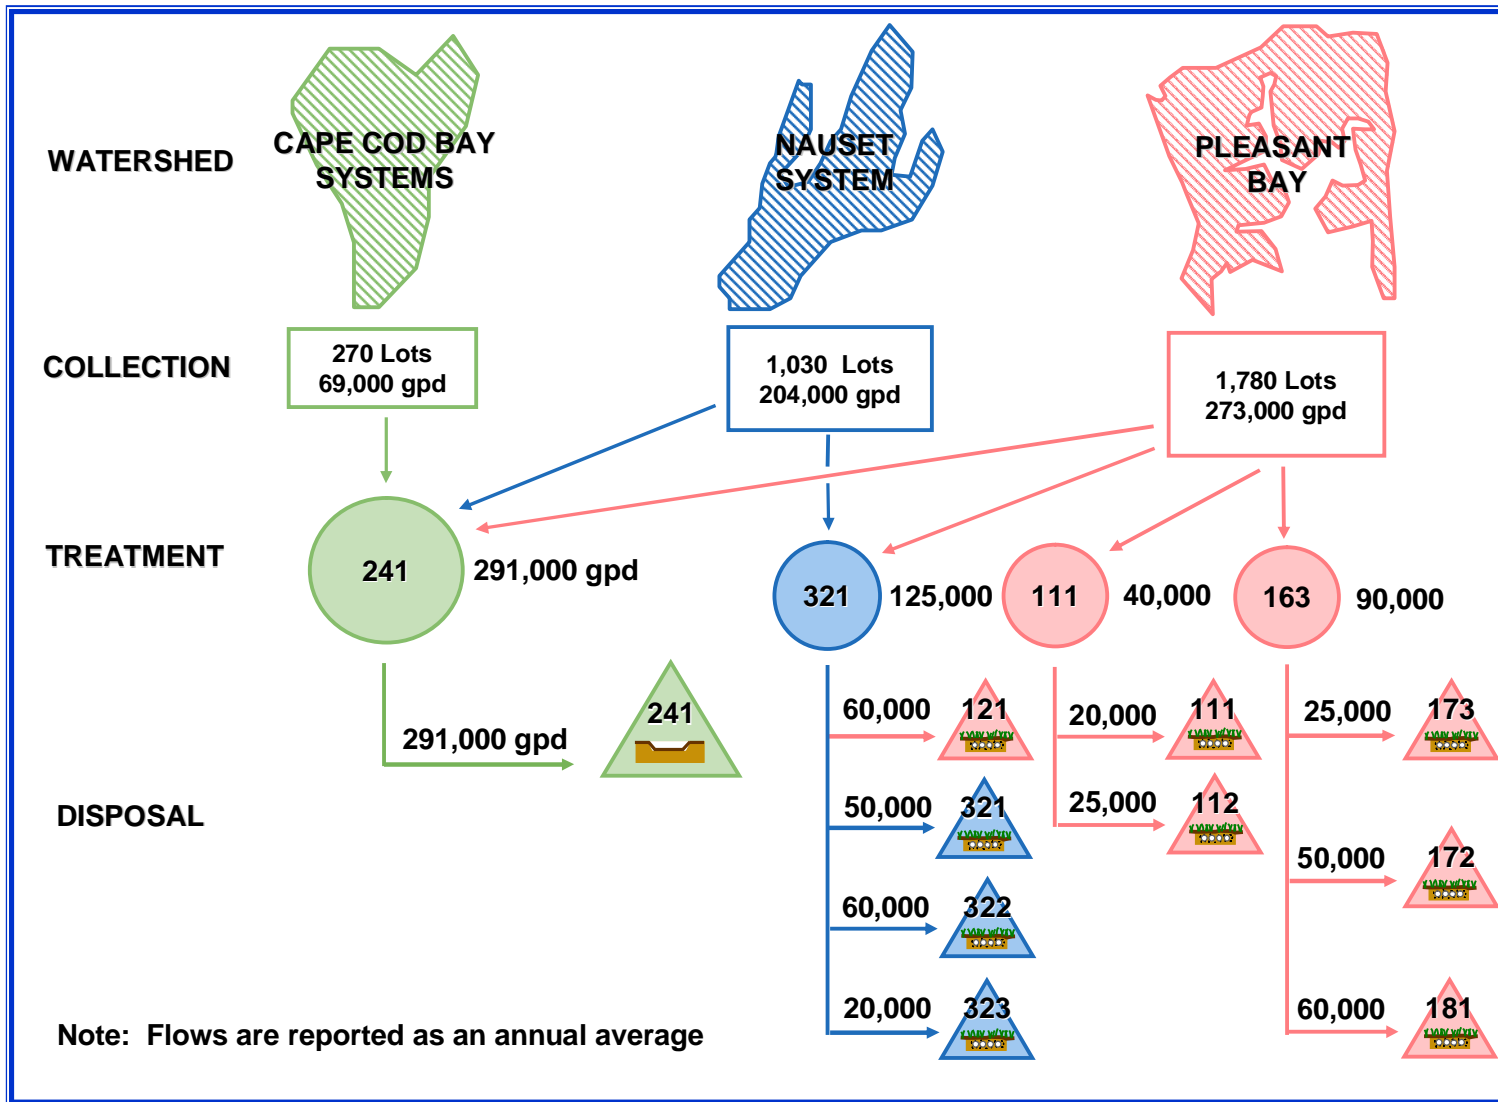 WATERSHED
CAPE COD BAY
SYSTEMS
NAUSET
SYSTEM
PLEASANT
BAY
COLLECTION
270 Lots
69,000 gpd
1,030 Lots
204,000 gpd
1,780 Lots
273,000 gpd
TREATMENT
241
291,000 gpd
321
125,000
111
40,000
163
90,000
DISPOSAL
291,000 gpd
241
60,000
121
50,000
321
60,000
322
20,000
323
20,000
111
25,000
112
25,000
173
50,000
172
60,000
181
Note: Flows are reported as an annual average